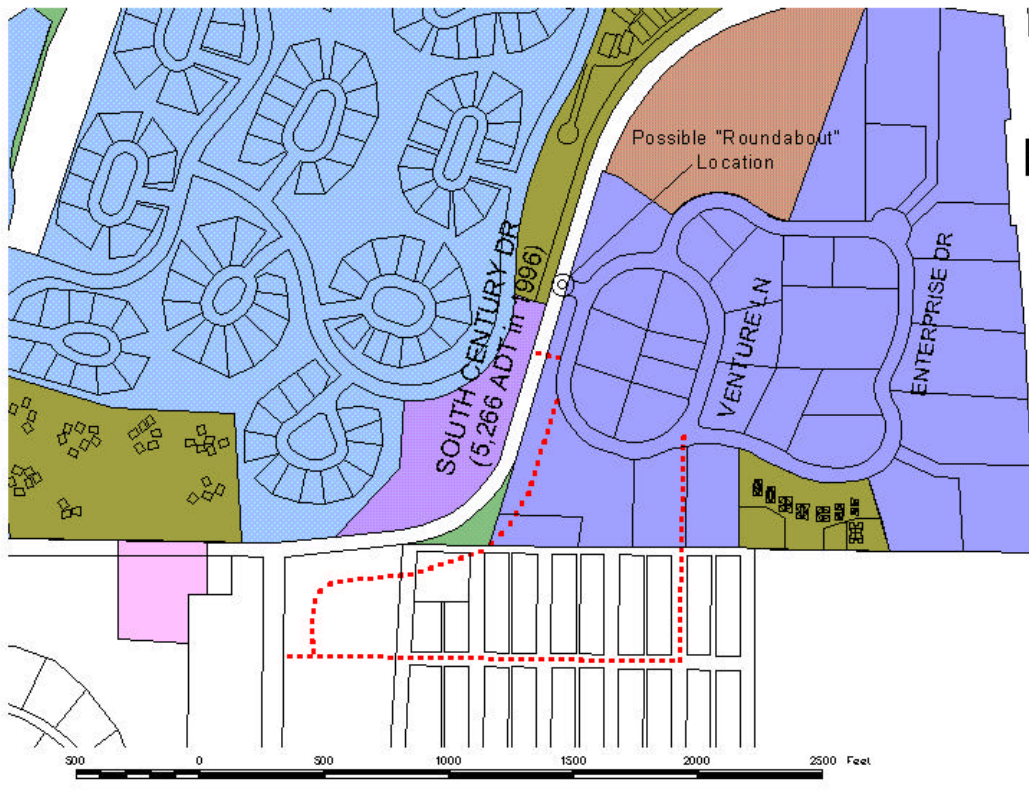 Possible "Roundabout"
Location
SOUTH CENTURY DR
(5,266 ADT in 1996)
VENTURE LN
ENTERPRISE DR
500 0 500 1000 1500 2000 2500 Feet